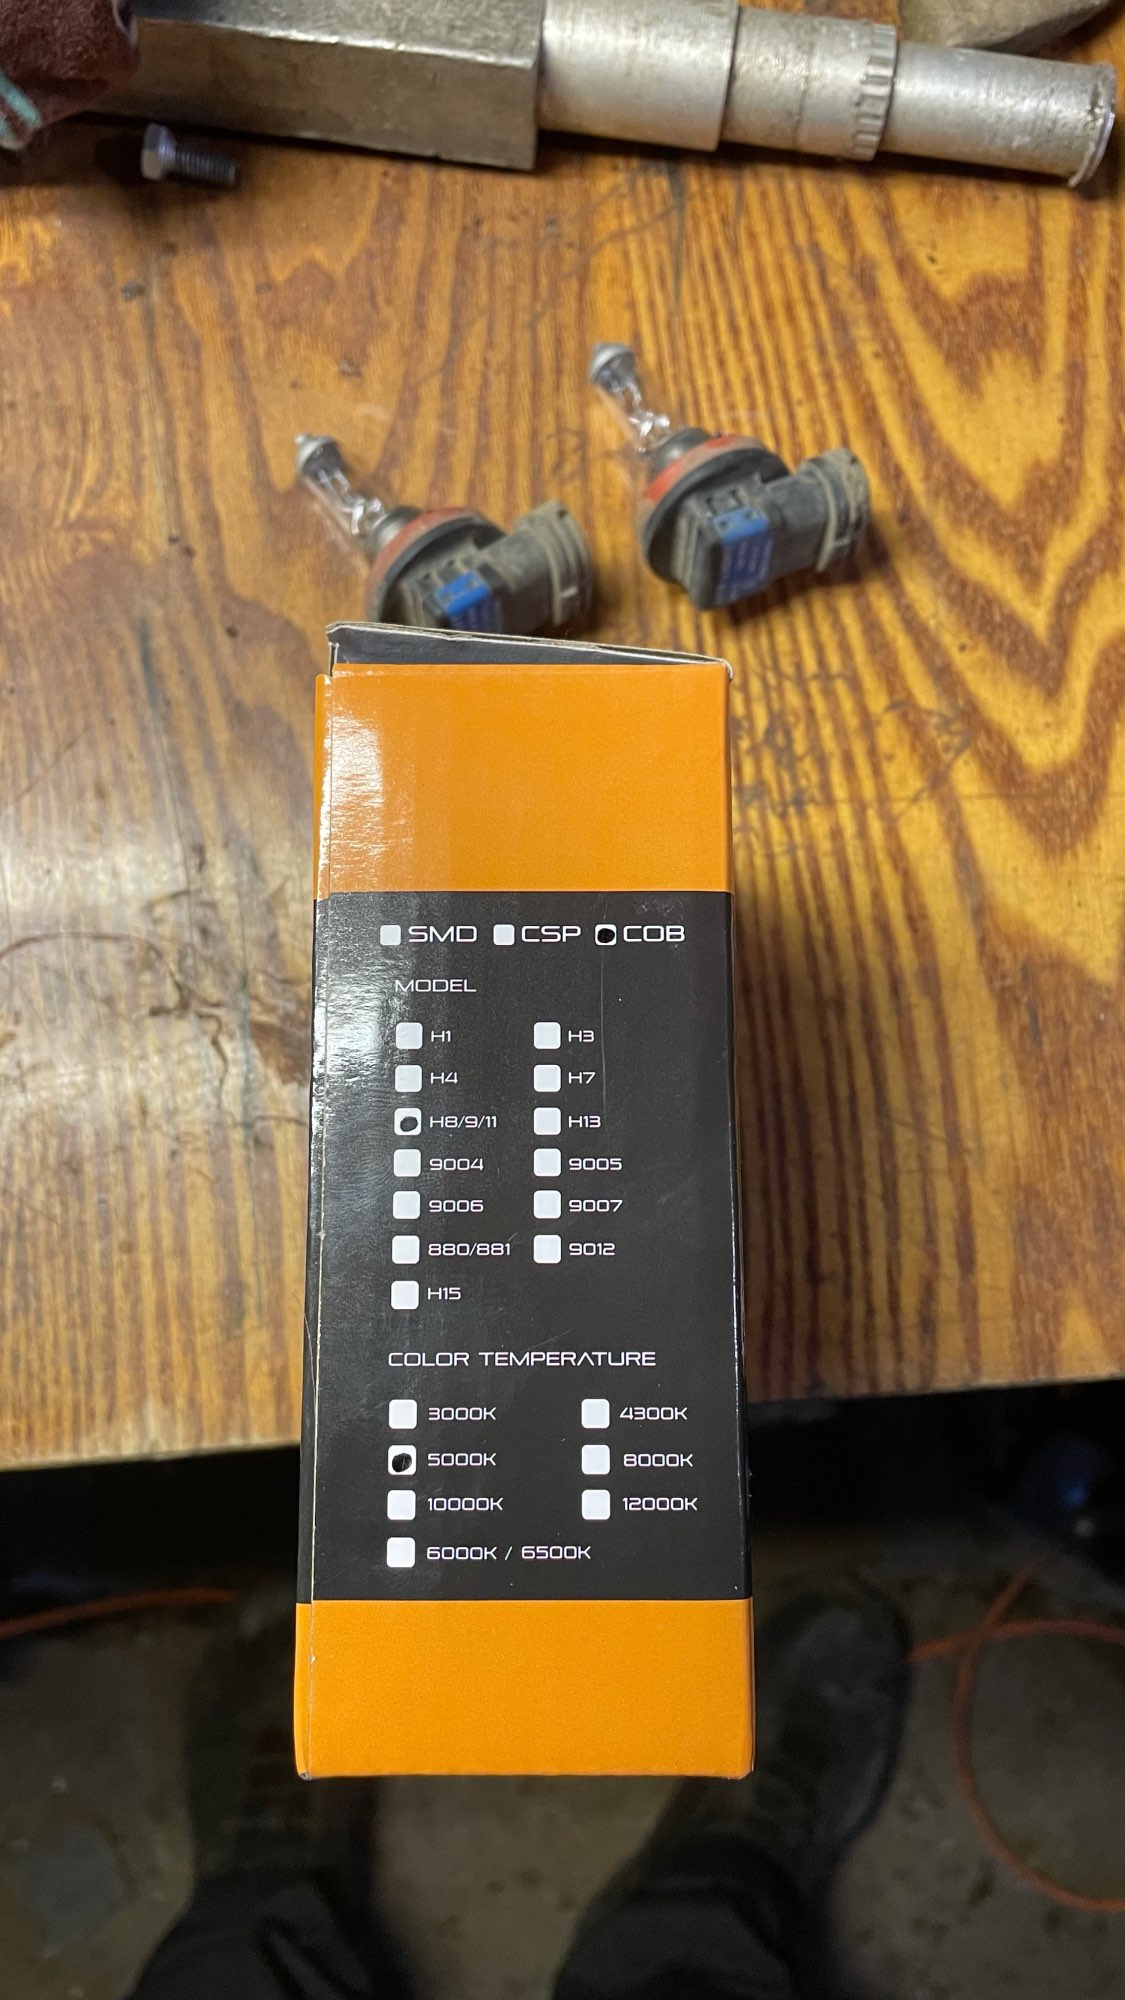 SMD CSP COB
MODEL
H1 H3
H4 H7
H8/9/11 H13
9004 9005
9006 9007
880/881 9012
H15
COLOR TEMPERATURE
3000K 4300K
5000K 8000K
10000K 12000K
6000K / 6500K